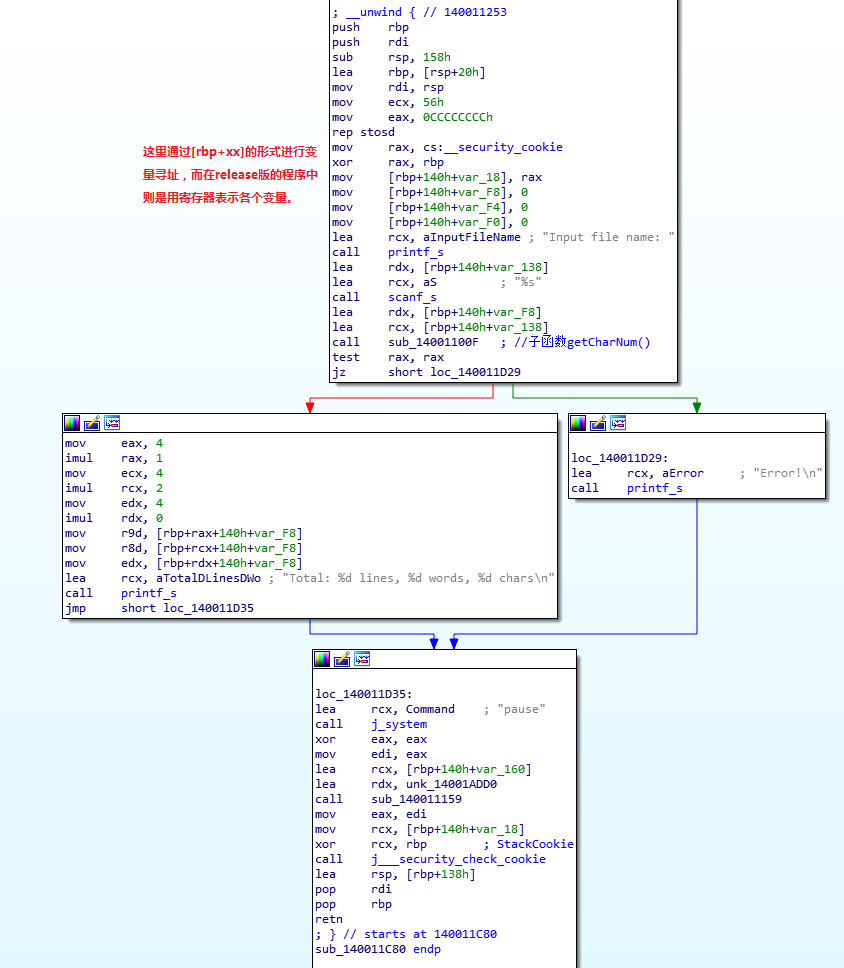 ; __unwind { // 140011253
push rbp
push rdi
sub rsp, 158h
lea rbp, [rsp+20h]
mov rdi, rsp
mov ecx, 56h
mov eax, 0CCCCCCCCh
rep stosd
mov rax, cs:__security_cookie
xor rax, rbp
mov [rbp+140h+var_18], rax
mov [rbp+140h+var_F8], 0
mov [rbp+140h+var_F4], 0
mov [rbp+140h+var_F0], 0
lea rcx, aInputFileName ; "Input file name: "
call printf_s
lea rdx, [rbp+140h+var_138]
lea rcx, aS ; "%s"
call scanf_s
lea rdx, [rbp+140h+var_F8]
lea rcx, [rbp+140h+var_138]
call sub_14001100F ; //子函数getCharNum()
test rax, rax
jz short loc_140011D29
这里通过[rbp+xx]的形式进行变
量寻址，而在release版的程序中
则是用寄存器表示各个变量。
mov eax, 4
imul rax, 1
mov ecx, 4
imul rcx, 2
mov edx, 4
imul rdx, 0
mov r9d, [rbp+rax+140h+var_F8]
mov r8d, [rbp+rcx+140h+var_F8]
mov edx, [rbp+rdx+140h+var_F8]
lea rcx, aTotalDLinesDWo ; "Total: %d lines, %d words, %d chars\n"
call printf_s
jmp short loc_140011D35
loc_140011D29:
lea rcx, aError ; "Error!\n"
call printf_s
loc_140011D35:
lea rcx, Command ; "pause"
call j_system
xor eax, eax
mov edi, eax
lea rcx, [rbp+140h+var_160]
lea rdx, unk_14001ADD0
call sub_140011159
mov eax, edi
mov rcx, [rbp+140h+var_18]
xor rcx, rbp ; StackCookie
call j___security_check_cookie
lea rsp, [rbp+138h]
pop rdi
pop rbp
retn
; } // starts at 140011C80
sub_140011C80 endp